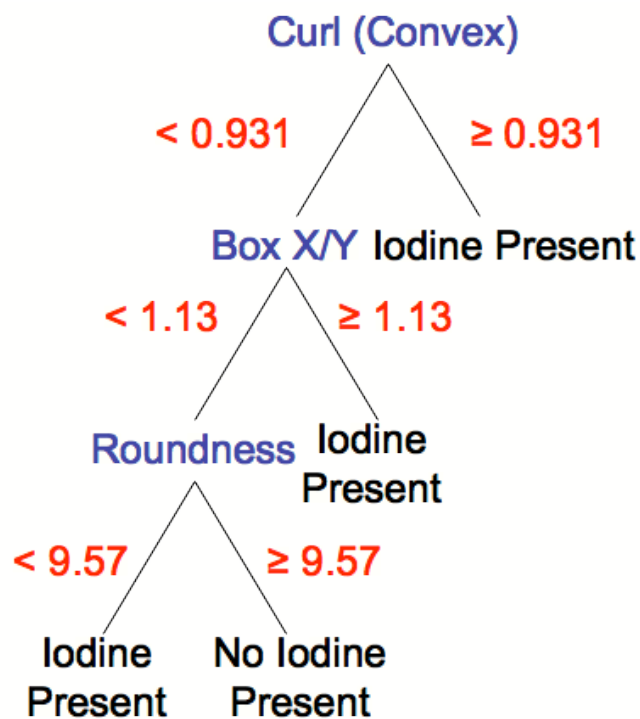 Curl (Convex)
< 0.931
≥ 0.931
Box X/Y
Iodine Present
< 1.13
≥ 1.13
Roundness
Iodine
Present
< 9.57
≥ 9.57
Iodine
Present
No Iodine
Present